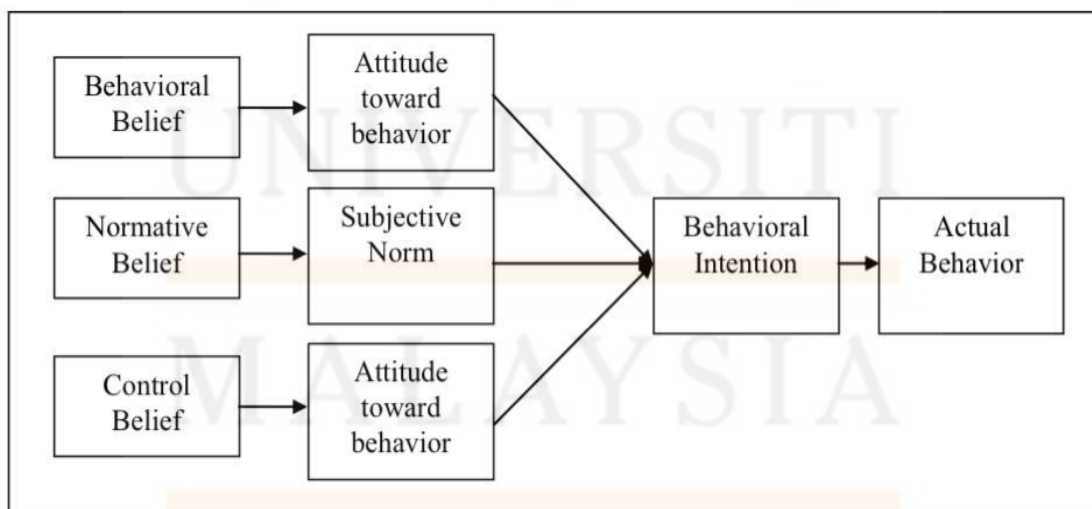 Behavioral
Belief
Attitude
toward
behavior
Normative
Belief
Subjective
Norm
Control
Belief
Attitude
toward
behavior
Behavioral
Intention
Actual
Behavior
UNIVERSITI
MALAYSIA